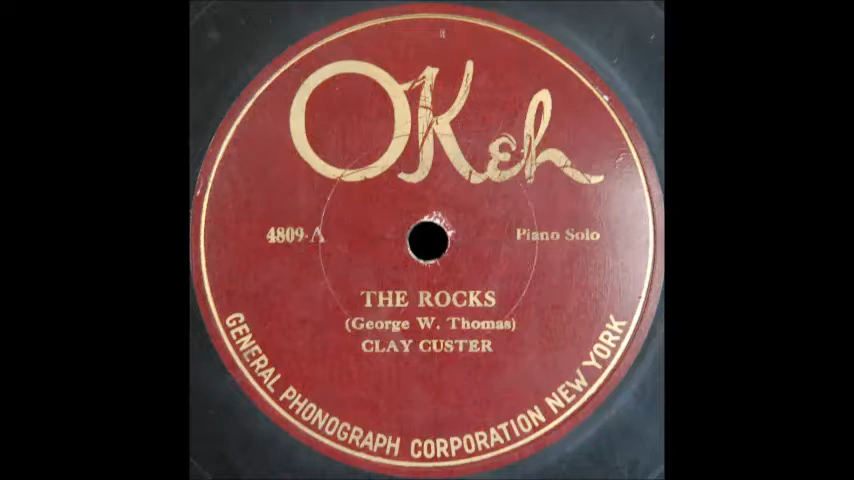 OKeh
4809-A
Piano Solo
THE ROCKS
(George W. Thomas)
CLAY CUSTER
GENERAL PHONOGRAPH CORPORATION NEW YORK